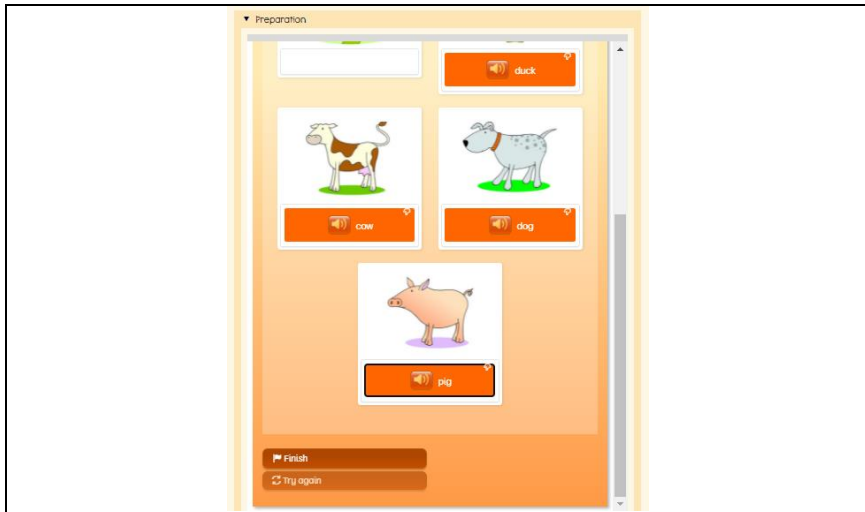 Preparation
duck
cow
dog
pig
Finish
Try again